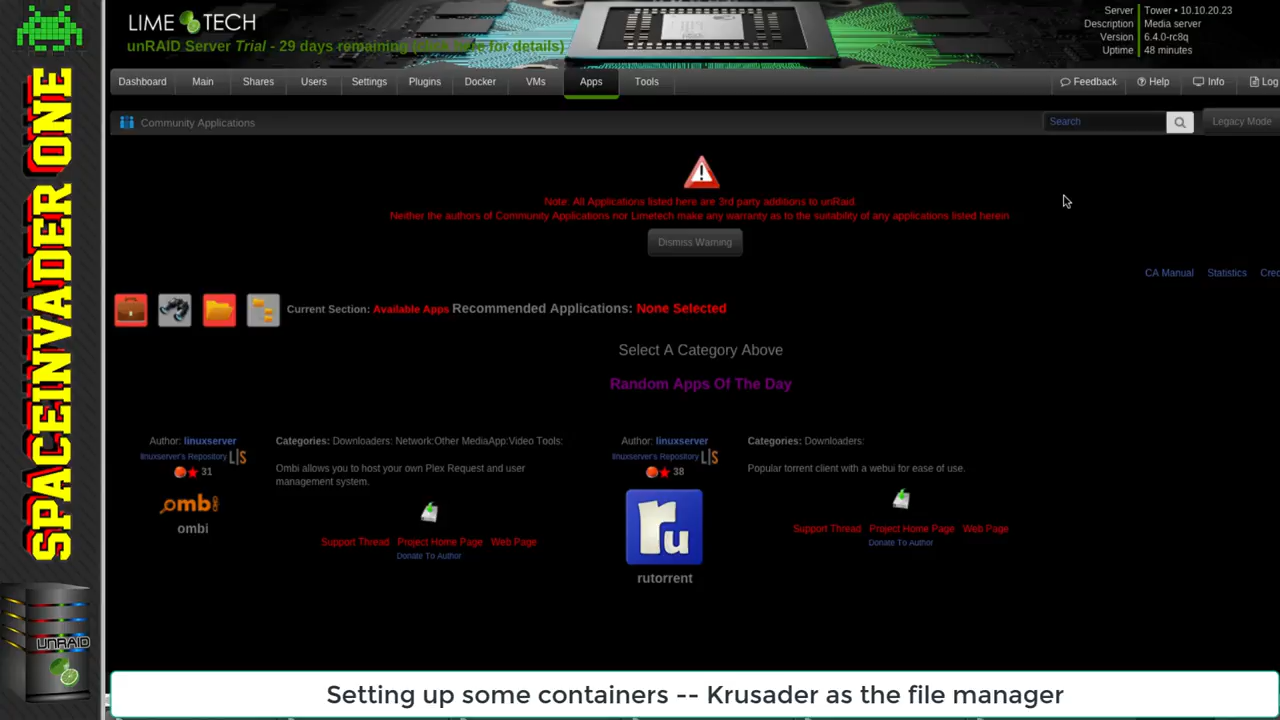 SPACEINVADER ONE
UNRAID
LIME TECH
unRAID Server Trial - 29 days remaining (click here for details)
Server Tower • 10.10.20.23
Description Media server
Version 6.4.0-rc8q
Uptime 48 minutes
Dashboard Main Shares Users Settings Plugins Docker VMs Apps Tools Feedback Help Info Log
Community Applications Search Legacy Mode
Note: All Applications listed here are 3rd party additions to unRaid.
Neither the authors of Community Applications nor Limetech make any warranty as to the suitability of any applications listed herein
Dismiss Warning
CA Manual Statistics Cred
Current Section: Available Apps Recommended Applications: None Selected
Select A Category Above
Random Apps Of The Day
Author: linuxserver
linuxserver's Repository LIS
31
ombi
ombi
Categories: Downloaders: Network:Other MediaApp:Video Tools:
Ombi allows you to host your own Plex Request and user
management system.
Support Thread Project Home Page Web Page
Donate To Author
Author: linuxserver
linuxserver's Repository LIS
38
ru
rutorrent
Categories: Downloaders:
Popular torrent client with a webui for ease of use.
Support Thread Project Home Page Web Page
Donate To Author
Setting up some containers -- Krusader as the file manager